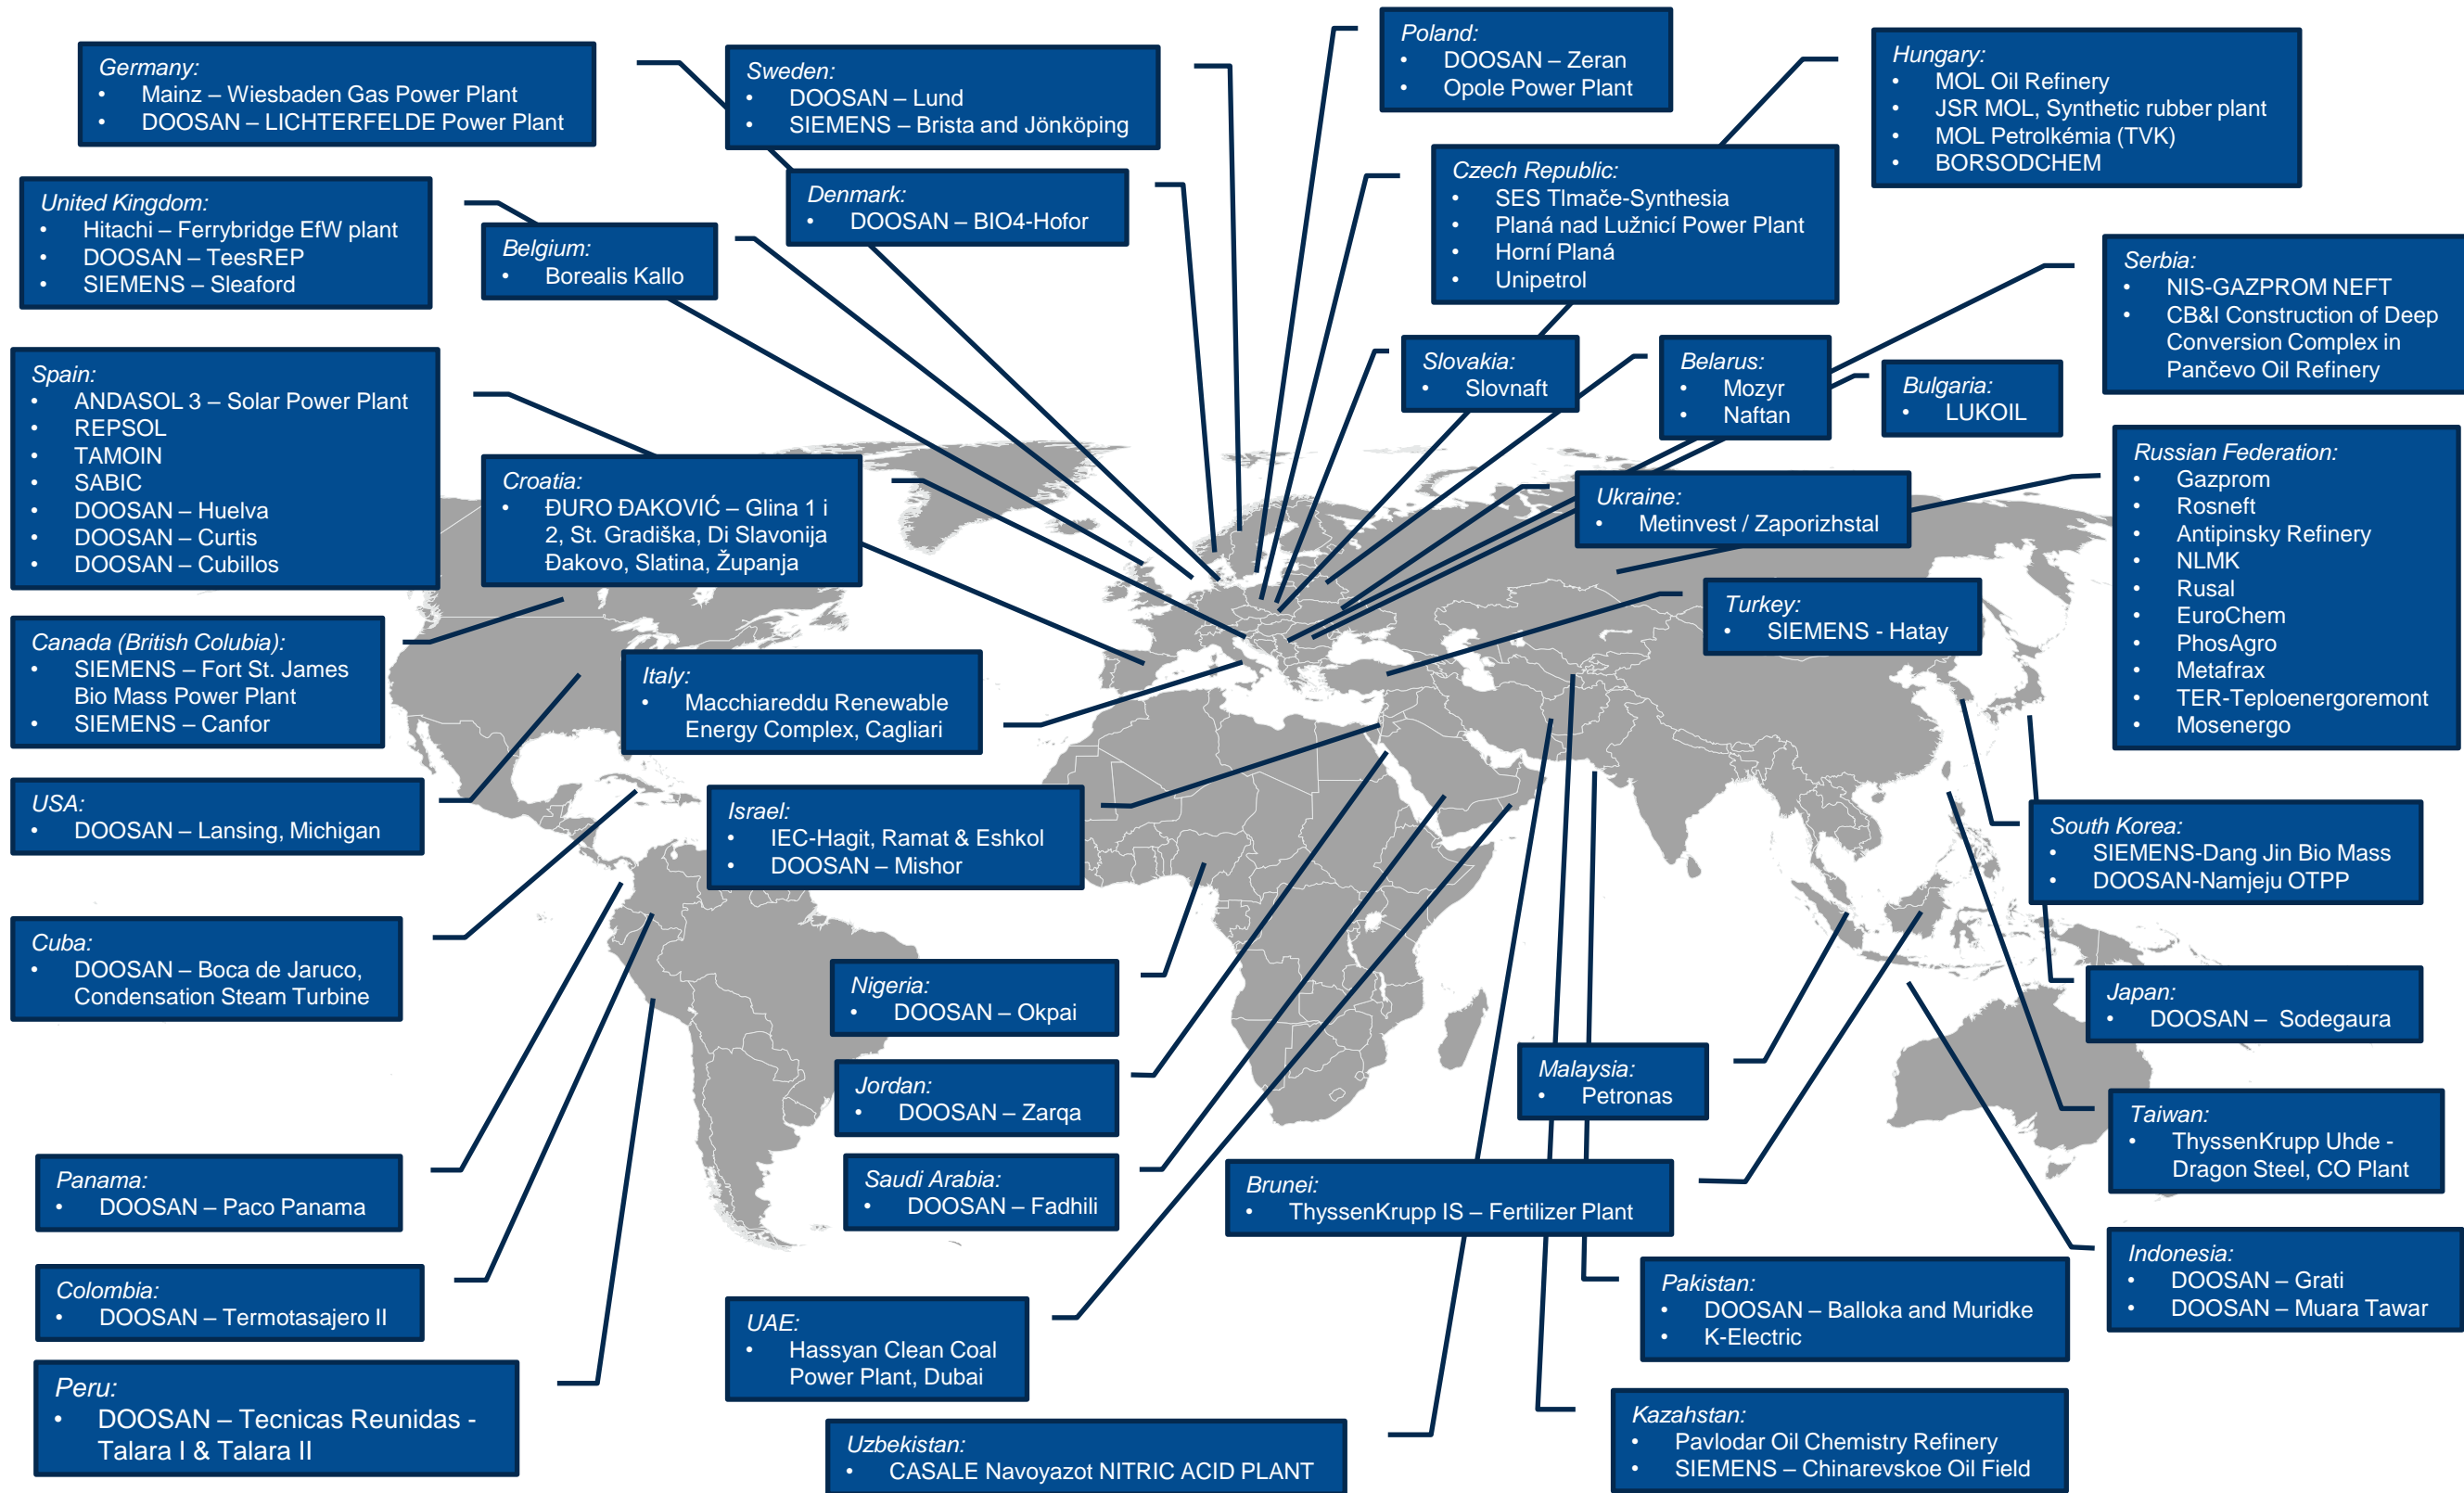 Germany:
• Mainz – Wiesbaden Gas Power Plant
• DOOSAN – LICHTERFELDE Power Plant
Sweden:
• DOOSAN – Lund
• SIEMENS – Brista and Jönköping
Poland:
• DOOSAN – Zeran
• Opole Power Plant
Hungary:
• MOL Oil Refinery
• JSR MOL, Synthetic rubber plant
• MOL Petrolkémia (TVK)
• BORSODCHEM
United Kingdom:
• Hitachi – Ferrybridge EfW plant
• DOOSAN – TeesREP
• SIEMENS – Sleaford
Belgium:
• Borealis Kallo
Denmark:
• DOOSAN – BIO4-Hofor
Czech Republic:
• SES Tlmače-Synthesia
• Planá nad Lužnicí Power Plant
• Horní Planá
• Unipetrol
Serbia:
• NIS-GAZPROM NEFT
• CB&I Construction of Deep
Conversion Complex in
Pančevo Oil Refinery
Spain:
• ANDASOL 3 – Solar Power Plant
• REPSOL
• TAMOIN
• SABIC
• DOOSAN – Huelva
• DOOSAN – Curtis
• DOOSAN – Cubillos
Slovakia:
• Slovnaft
Belarus:
• Mozyr
• Naftan
Bulgaria:
• LUKOIL
Croatia:
• ĐURO ĐAKOVIĆ – Glina 1 i
2, St. Gradiška, Di Slavonija
Đakovo, Slatina, Županja
Ukraine:
• Metinvest / Zaporizhstal
Russian Federation:
• Gazprom
• Rosneft
• Antipinsky Refinery
• NLMK
• Rusal
• EuroChem
• PhosAgro
• Metafrax
• TER-Teploenergoremont
• Mosenergo
Canada (British Colubia):
• SIEMENS – Fort St. James
Bio Mass Power Plant
• SIEMENS – Canfor
Italy:
• Macchiareddu Renewable
Energy Complex, Cagliari
Turkey:
• SIEMENS - Hatay
USA:
• DOOSAN – Lansing, Michigan
Israel:
• IEC-Hagit, Ramat & Eshkol
• DOOSAN – Mishor
South Korea:
• SIEMENS-Dang Jin Bio Mass
• DOOSAN-Namjeju OTPP
Cuba:
• DOOSAN – Boca de Jaruco,
Condensation Steam Turbine
Nigeria:
• DOOSAN – Okpai
Japan:
• DOOSAN – Sodegaura
Jordan:
• DOOSAN – Zarqa
Malaysia:
• Petronas
Taiwan:
• ThyssenKrupp Uhde -
Dragon Steel, CO Plant
Panama:
• DOOSAN – Paco Panama
Saudi Arabia:
• DOOSAN – Fadhili
Brunei:
• ThyssenKrupp IS – Fertilizer Plant
Indonesia:
• DOOSAN – Grati
• DOOSAN – Muara Tawar
Colombia:
• DOOSAN – Termotasajero II
UAE:
• Hassyan Clean Coal
Power Plant, Dubai
Pakistan:
• DOOSAN – Balloka and Muridke
• K-Electric
Peru:
• DOOSAN – Tecnicas Reunidas -
Talara I & Talara II
Uzbekistan:
• CASALE Navoyazot NITRIC ACID PLANT
Kazahstan:
• Pavlodar Oil Chemistry Refinery
• SIEMENS – Chinarevskoe Oil Field